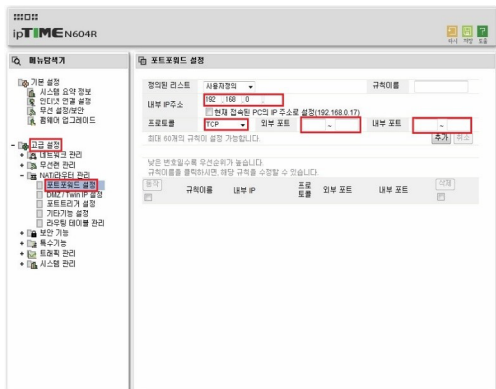 ipTIME N604R
메뉴탐색기
기본 설정
시스템 요약 정보
인터넷 연결 설정
무선 설정/보안
펌웨어 업그레이드
고급 설정
네트워크 관리
무선랜 관리
NAT/라우터 관리
포트포워드 설정
DMZ/Twin IP 설정
포트트리거 설정
기타기능 설정
라우팅 테이블 관리
보안 기능
특수기능
트래픽 관리
시스템 관리
저장 도움
포트포워드 설정
정의된 리스트 사용자정의 규칙이름
내부 IP주소 192 . 168 . 0 .
현재 접속된 PC의 IP 주소로 설정(192.168.0.17)
프로토콜 TCP 외부 포트 ~ 내부 포트 ~
최대 60개의 규칙이 설정 가능합니다. 추가 취소
낮은 번호일수록 우선순위가 높습니다.
규칙이름을 클릭하시면, 해당 규칙을 수정할 수 있습니다.
동작 규칙이름 내부 IP 프로토콜 외부 포트 내부 포트 삭제